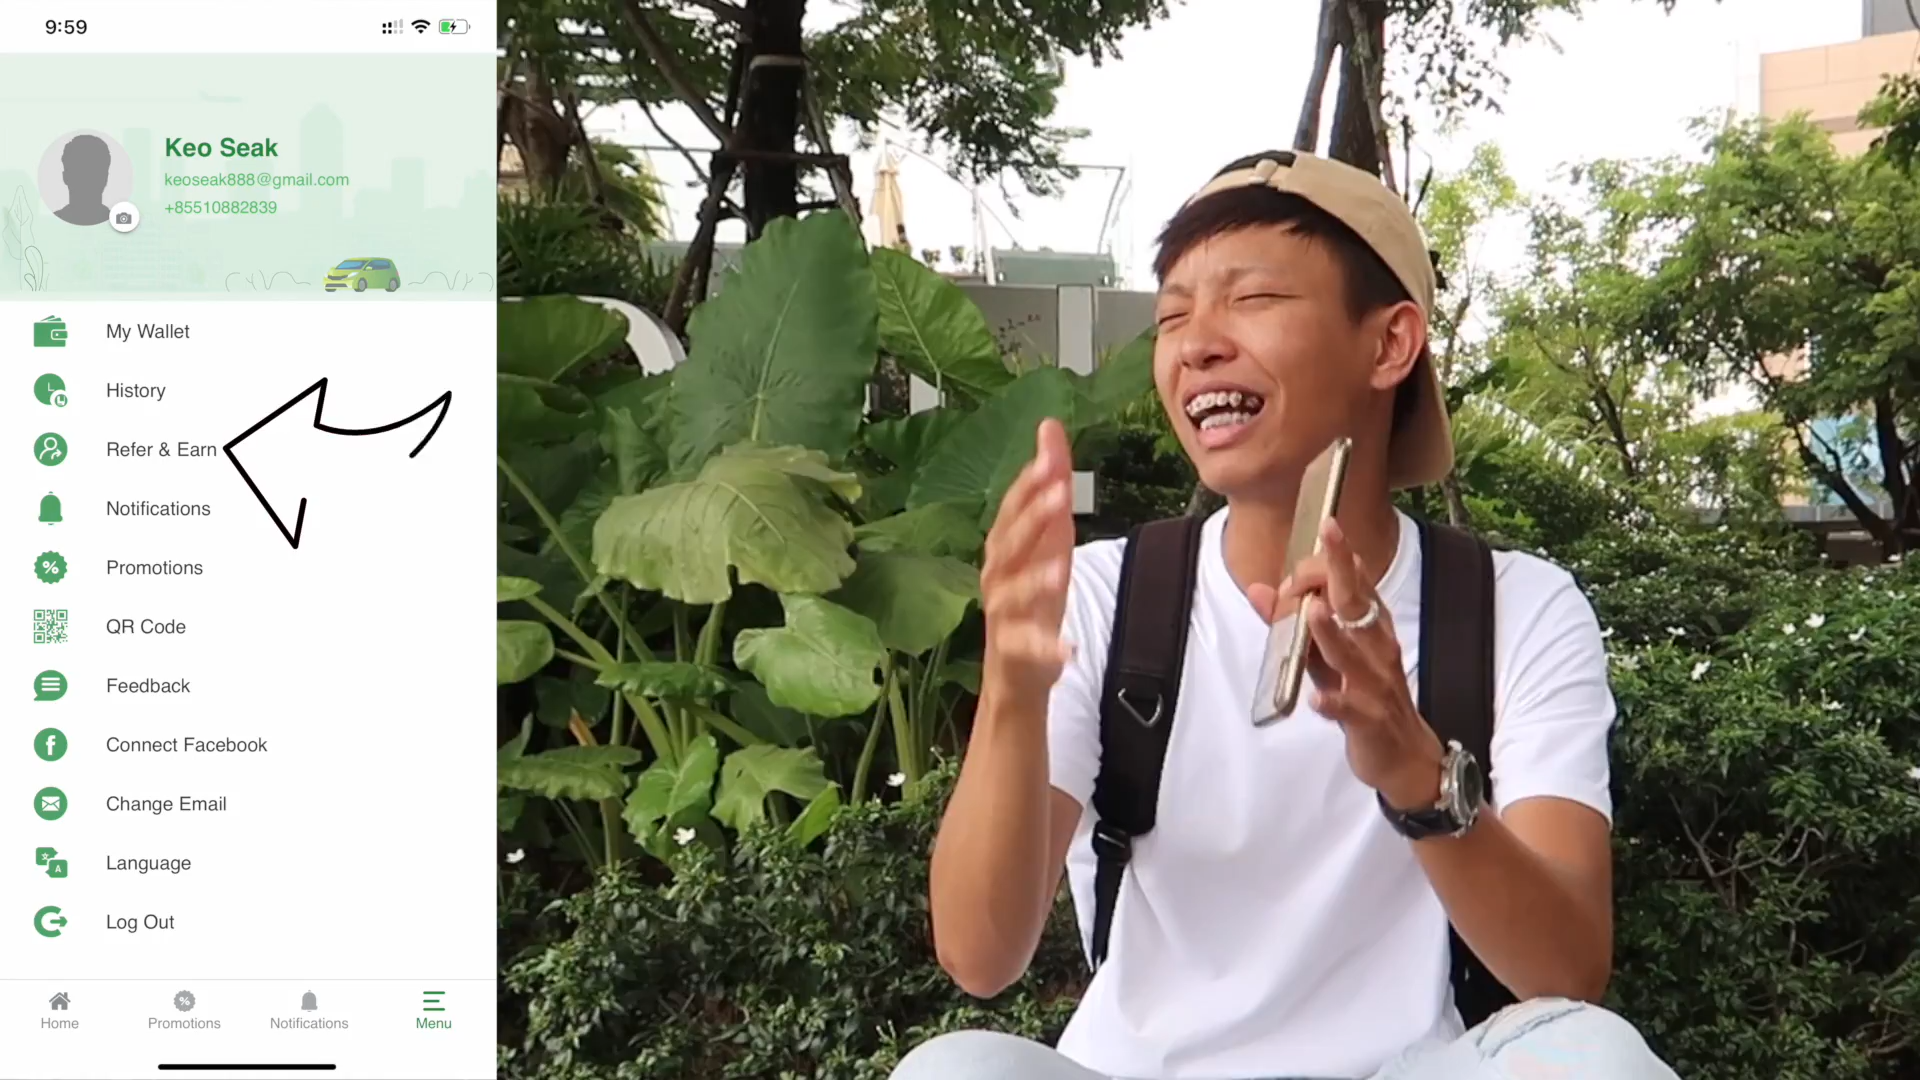 9:59
Keo Seak
keoseak888@gmail.com
+85510882839
My Wallet
History
Refer & Earn
Notifications
Promotions
QR Code
Feedback
Connect Facebook
Change Email
Language
Log Out
Home
Promotions
Notifications
Menu